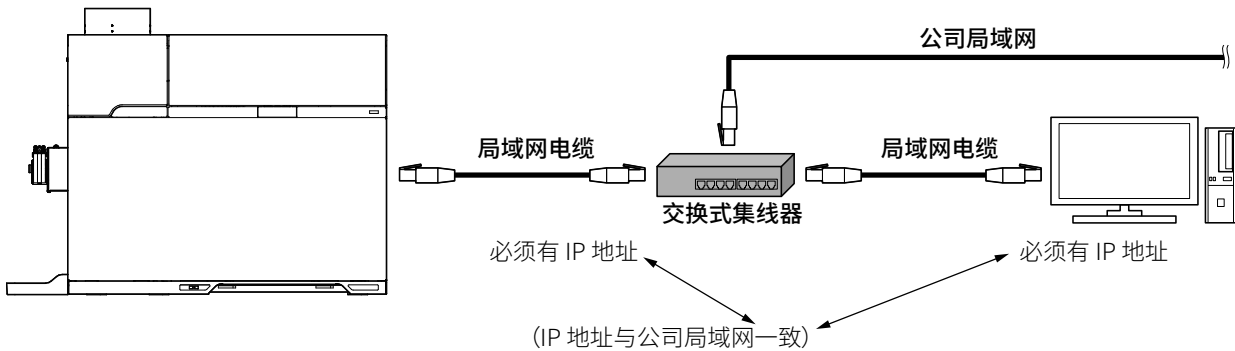 公司局域网
局域网电缆
局域网电缆
交换式集线器
必须有 IP 地址
必须有 IP 地址
(IP 地址与公司局域网一致)